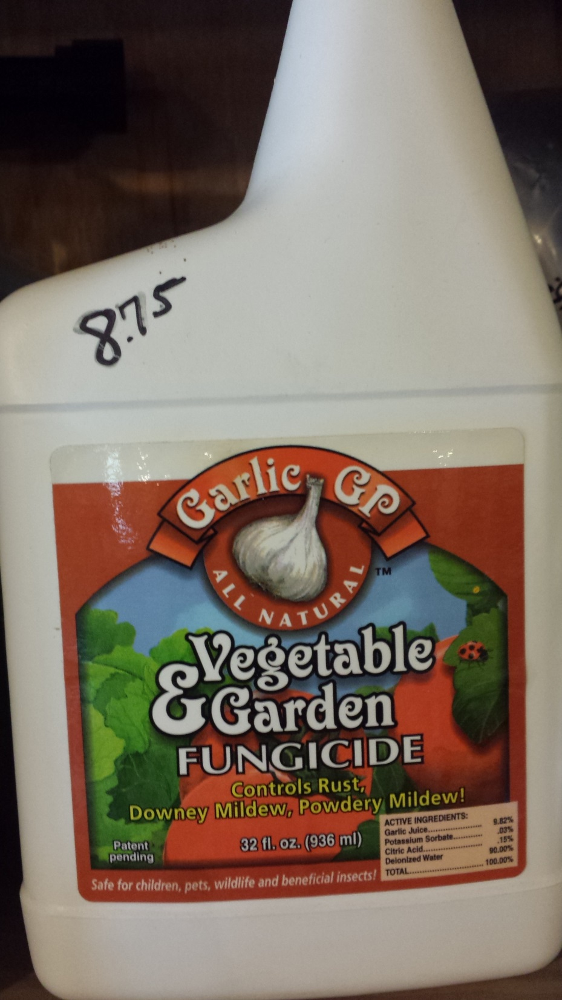 8.75
Garlic GP
ALL NATURAL
TM
Vegetable
& Garden
FUNGICIDE
Controls Rust,
Downey Mildew, Powdery Mildew!
32 fl. oz. (936 ml)
Patent
pending
ACTIVE INGREDIENTS:
Garlic Juice.................... 9.82%
Potassium Sorbate........... .03%
Citric Acid...................... .15%
Deionized Water 90.00%
TOTAL........................... 100.00%
Safe for children, pets, wildlife and beneficial insects!